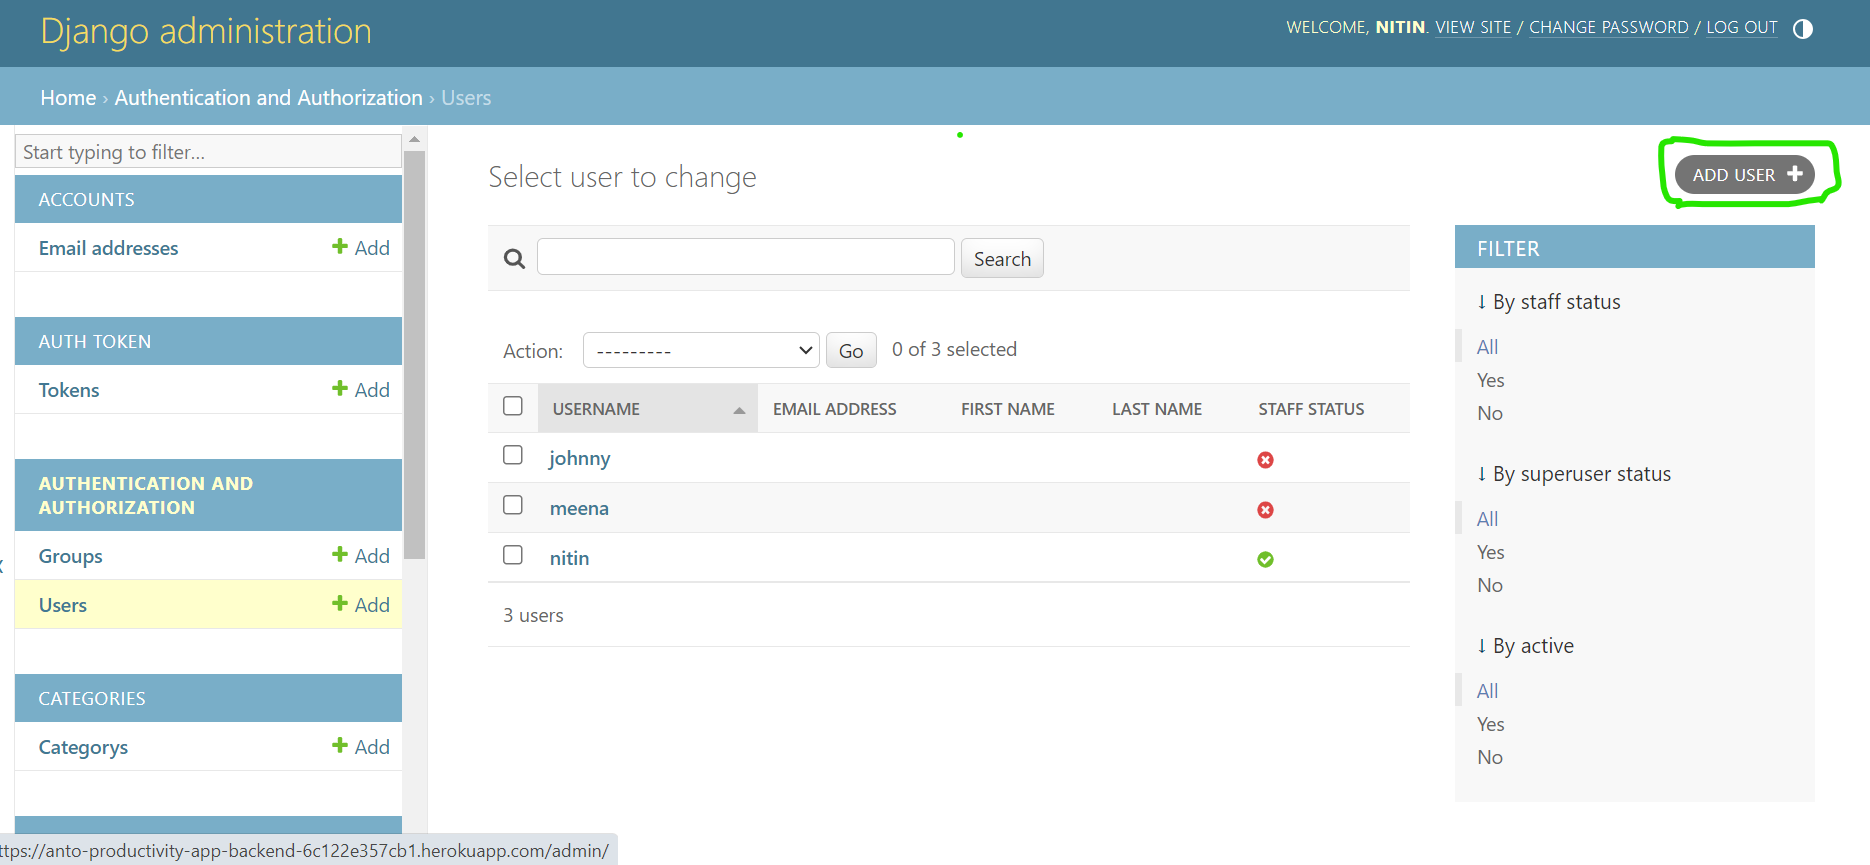 Django administration
WELCOME, NITIN. VIEW SITE / CHANGE PASSWORD / LOG OUT
Home › Authentication and Authorization › Users
Start typing to filter...
ACCOUNTS
Email addresses
Add
AUTH TOKEN
Tokens
Add
AUTHENTICATION AND
AUTHORIZATION
Groups
Add
Users
Add
CATEGORIES
Categorys
Add
Select user to change
ADD USER
Search
Action: ---------
Go
0 of 3 selected
USERNAME EMAIL ADDRESS FIRST NAME LAST NAME STAFF STATUS
johnny
meena
nitin
3 users
FILTER
↓ By staff status
All
Yes
No
↓ By superuser status
All
Yes
No
↓ By active
All
Yes
No
ttps://anto-productivity-app-backend-6c122e357cb1.herokuapp.com/admin/